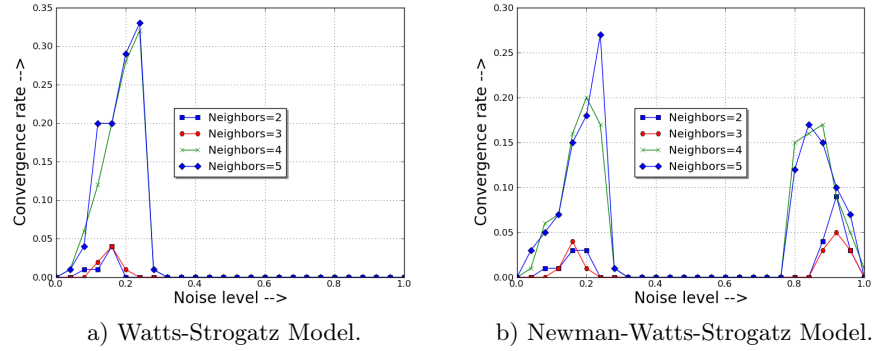 0.35
0.30
0.25
0.20
0.15
0.10
0.05
0.00
Convergence rate -->
Neighbors=2
Neighbors=3
Neighbors=4
Neighbors=5
0.0 0.2 0.4 0.6 0.8 1.0
Noise level -->
a) Watts-Strogatz Model.
0.30
0.25
0.20
0.15
0.10
0.05
0.00
Convergence rate -->
Neighbors=2
Neighbors=3
Neighbors=4
Neighbors=5
0.0 0.2 0.4 0.6 0.8 1.0
Noise level -->
b) Newman-Watts-Strogatz Model.